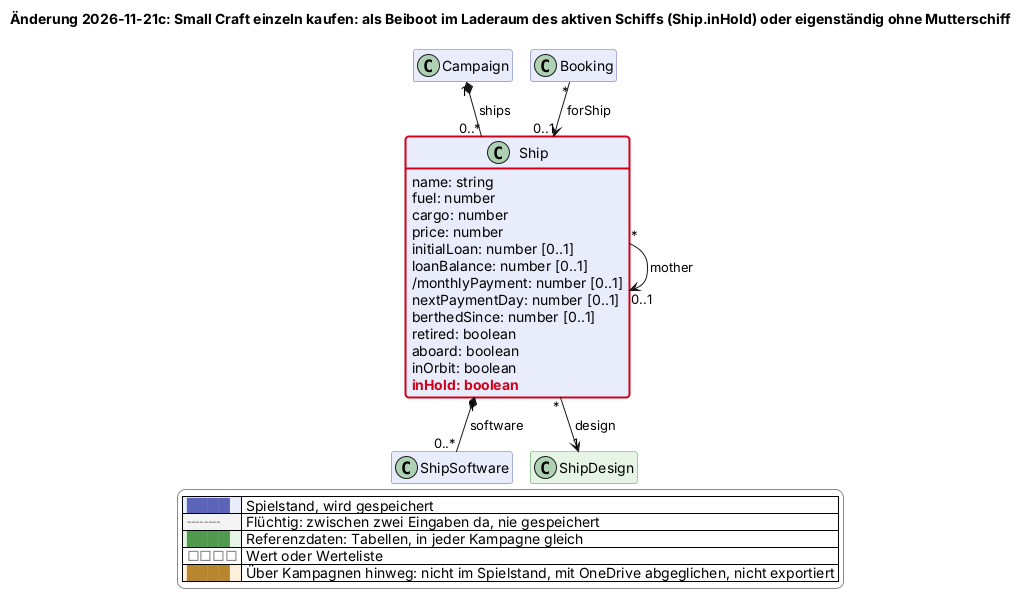 Änderung 2026-11-21c: Small Craft einzeln kaufen: als Beiboot im Laderaum des aktiven Schiffs (Ship.inHold) oder eigenständig ohne Mutterschiff
C Campaign
C Booking
1
ships
0..*
*
forShip
0..1
C Ship
name: string
fuel: number
cargo: number
price: number
initialLoan: number [0..1]
loanBalance: number [0..1]
/monthlyPayment: number [0..1]
nextPaymentDay: number [0..1]
berthedSince: number [0..1]
retired: boolean
aboard: boolean
inOrbit: boolean
inHold: boolean
*
mother
0..1
1
software
0..*
*
design
1
C ShipSoftware
C ShipDesign
Spielstand, wird gespeichert
-------- Flüchtig: zwischen zwei Eingaben da, nie gespeichert
Referenzdaten: Tabellen, in jeder Kampagne gleich
□□□□ Wert oder Werteliste
Über Kampagnen hinweg: nicht im Spielstand, mit OneDrive abgeglichen, nicht exportiert